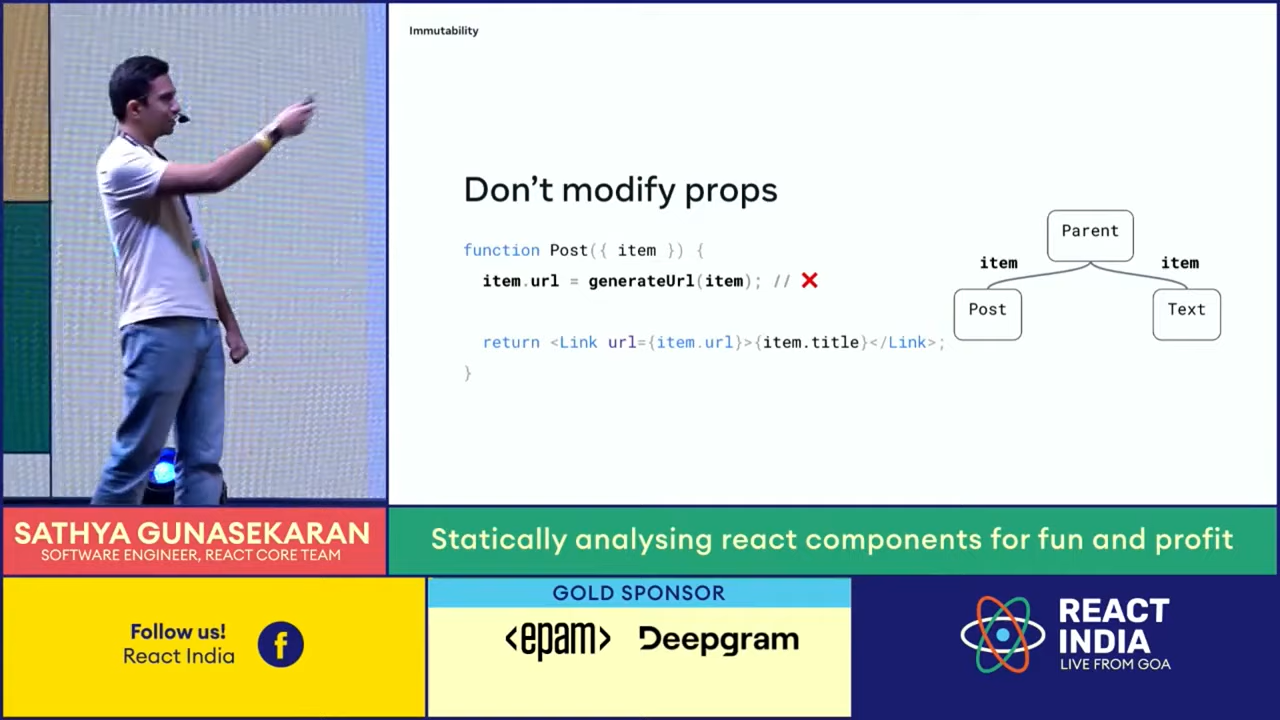 Immutability
Don’t modify props
function Post({ item }) {
item.url = generateUrl(item); // ❌
return <Link url={item.url}>{item.title}</Link>;
}
Parent
item
item
Post
Text
SATHYA GUNASEKARAN
SOFTWARE ENGINEER, REACT CORE TEAM
Statically analysing react components for fun and profit
Follow us!
React India
f
GOLD SPONSOR
<epam>
Deepgram
REACT
INDIA
LIVE FROM GOA